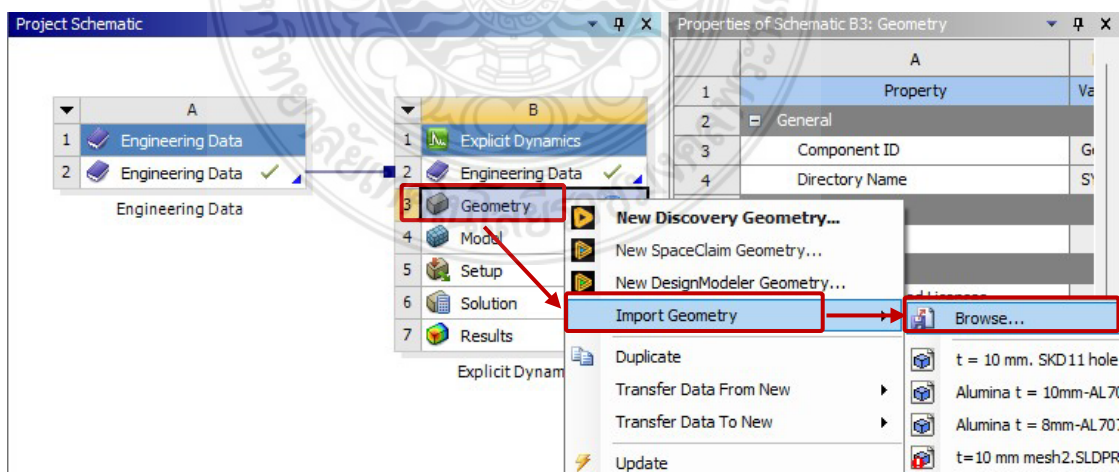 Project Schematic
Properties of Schematic B3: Geometry
A
1 Engineering Data
2 Engineering Data
Engineering Data
B
1 Explicit Dynamics
2 Engineering Data
3 Geometry
4 Model
5 Setup
6 Solution
7 Results
Explicit Dynam
New Discovery Geometry...
New SpaceClaim Geometry...
New DesignModeler Geometry...
Import Geometry
Duplicate
Transfer Data From New
Transfer Data To New
Update
Browse...
t = 10 mm. SKD11 hole
Alumina t = 10mm-AL70
Alumina t = 8mm-AL707
t=10 mm mesh2.SLDPR
A
1 Property Va
2 General
3 Component ID Ge
4 Directory Name SY